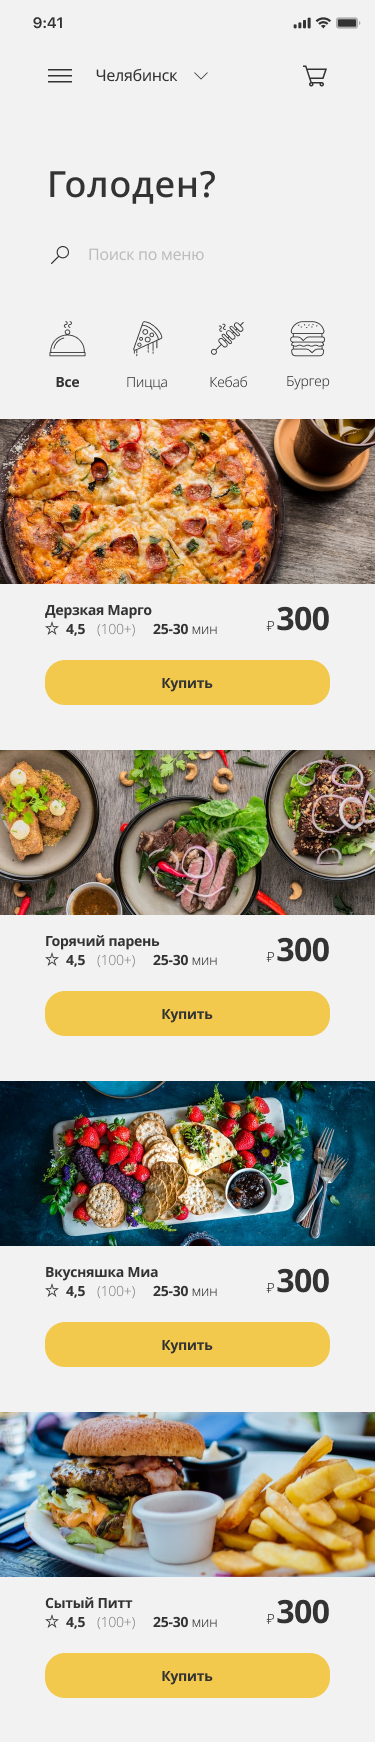 9:41
Челябинск
Голоден?
Поиск по меню
Все Пицца Кебаб Бургер
Дерзкая Марго
4,5 (100+) 25-30 мин
₽300
Купить
Горячий парень
4,5 (100+) 25-30 мин
₽300
Купить
Вкусняшка Миа
4,5 (100+) 25-30 мин
₽300
Купить
Сытый Питт
4,5 (100+) 25-30 мин
₽300
Купить